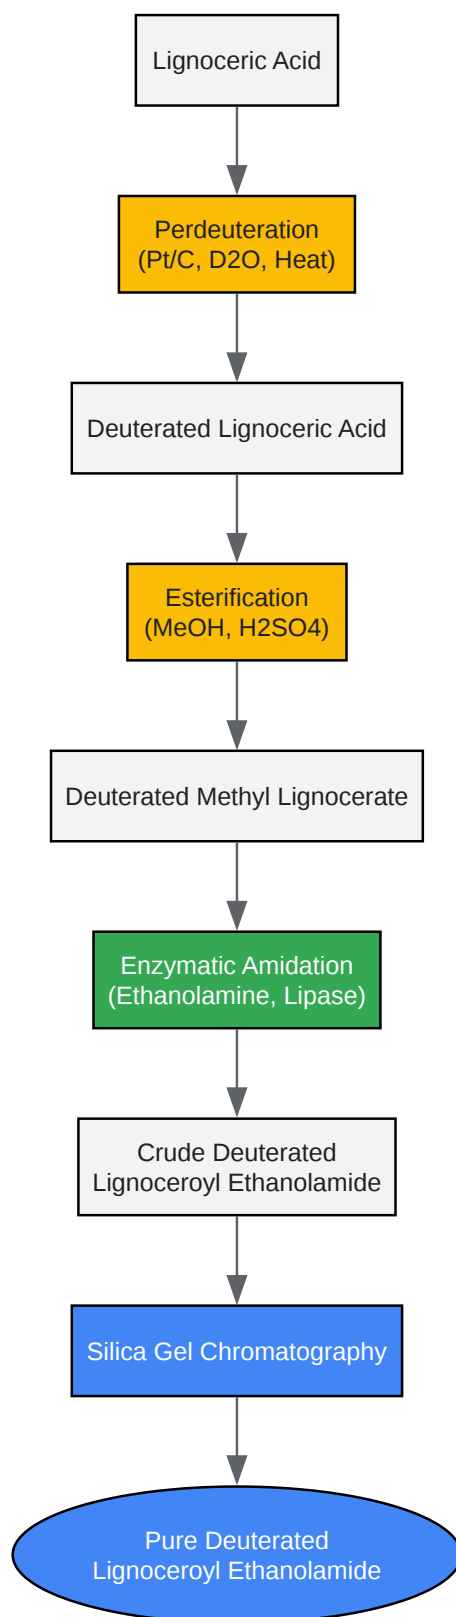 Lignoceric Acid
Perdeuteration
(Pt/C, D2O, Heat)
Deuterated Lignoceric Acid
Esterification
(MeOH, H2SO4)
Deuterated Methyl Lignocerate
Enzymatic Amidation
(Ethanolamine, Lipase)
Crude Deuterated
Lignoceroyl Ethanolamide
Silica Gel Chromatography
Pure Deuterated
Lignoceroyl Ethanolamide